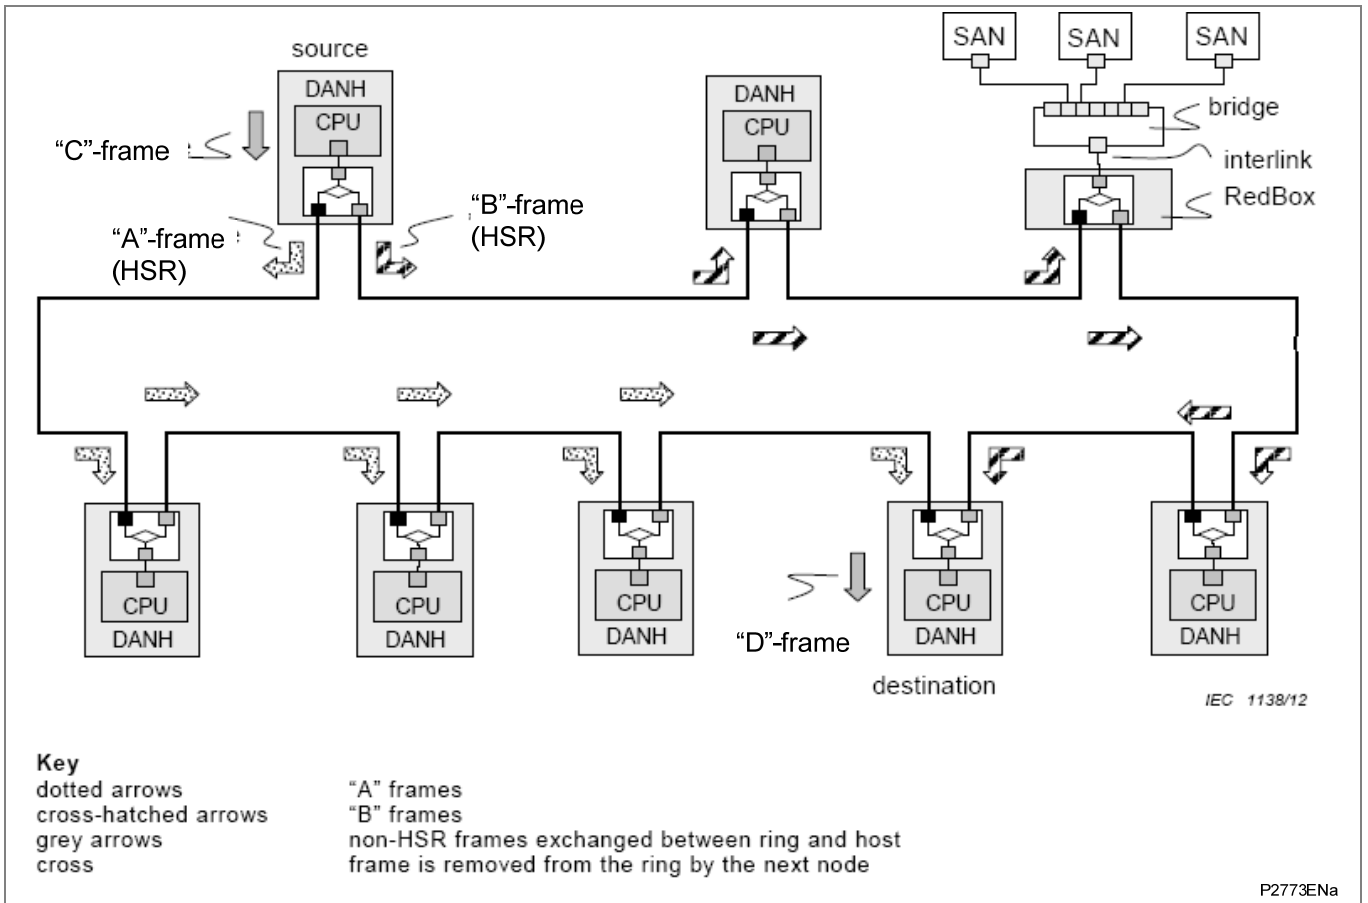 source
SAN
SAN
SAN
DANH
CPU
DANH
CPU
bridge
interlink
RedBox
“C”-frame
“A”-frame
(HSR)
“B”-frame
(HSR)
CPU
DANH
CPU
DANH
CPU
DANH
CPU
DANH
CPU
DANH
“D”-frame
destination
IEC 1138/12
Key
dotted arrows “A” frames
cross-hatched arrows “B” frames
grey arrows non-HSR frames exchanged between ring and host
cross frame is removed from the ring by the next node
P2773ENa